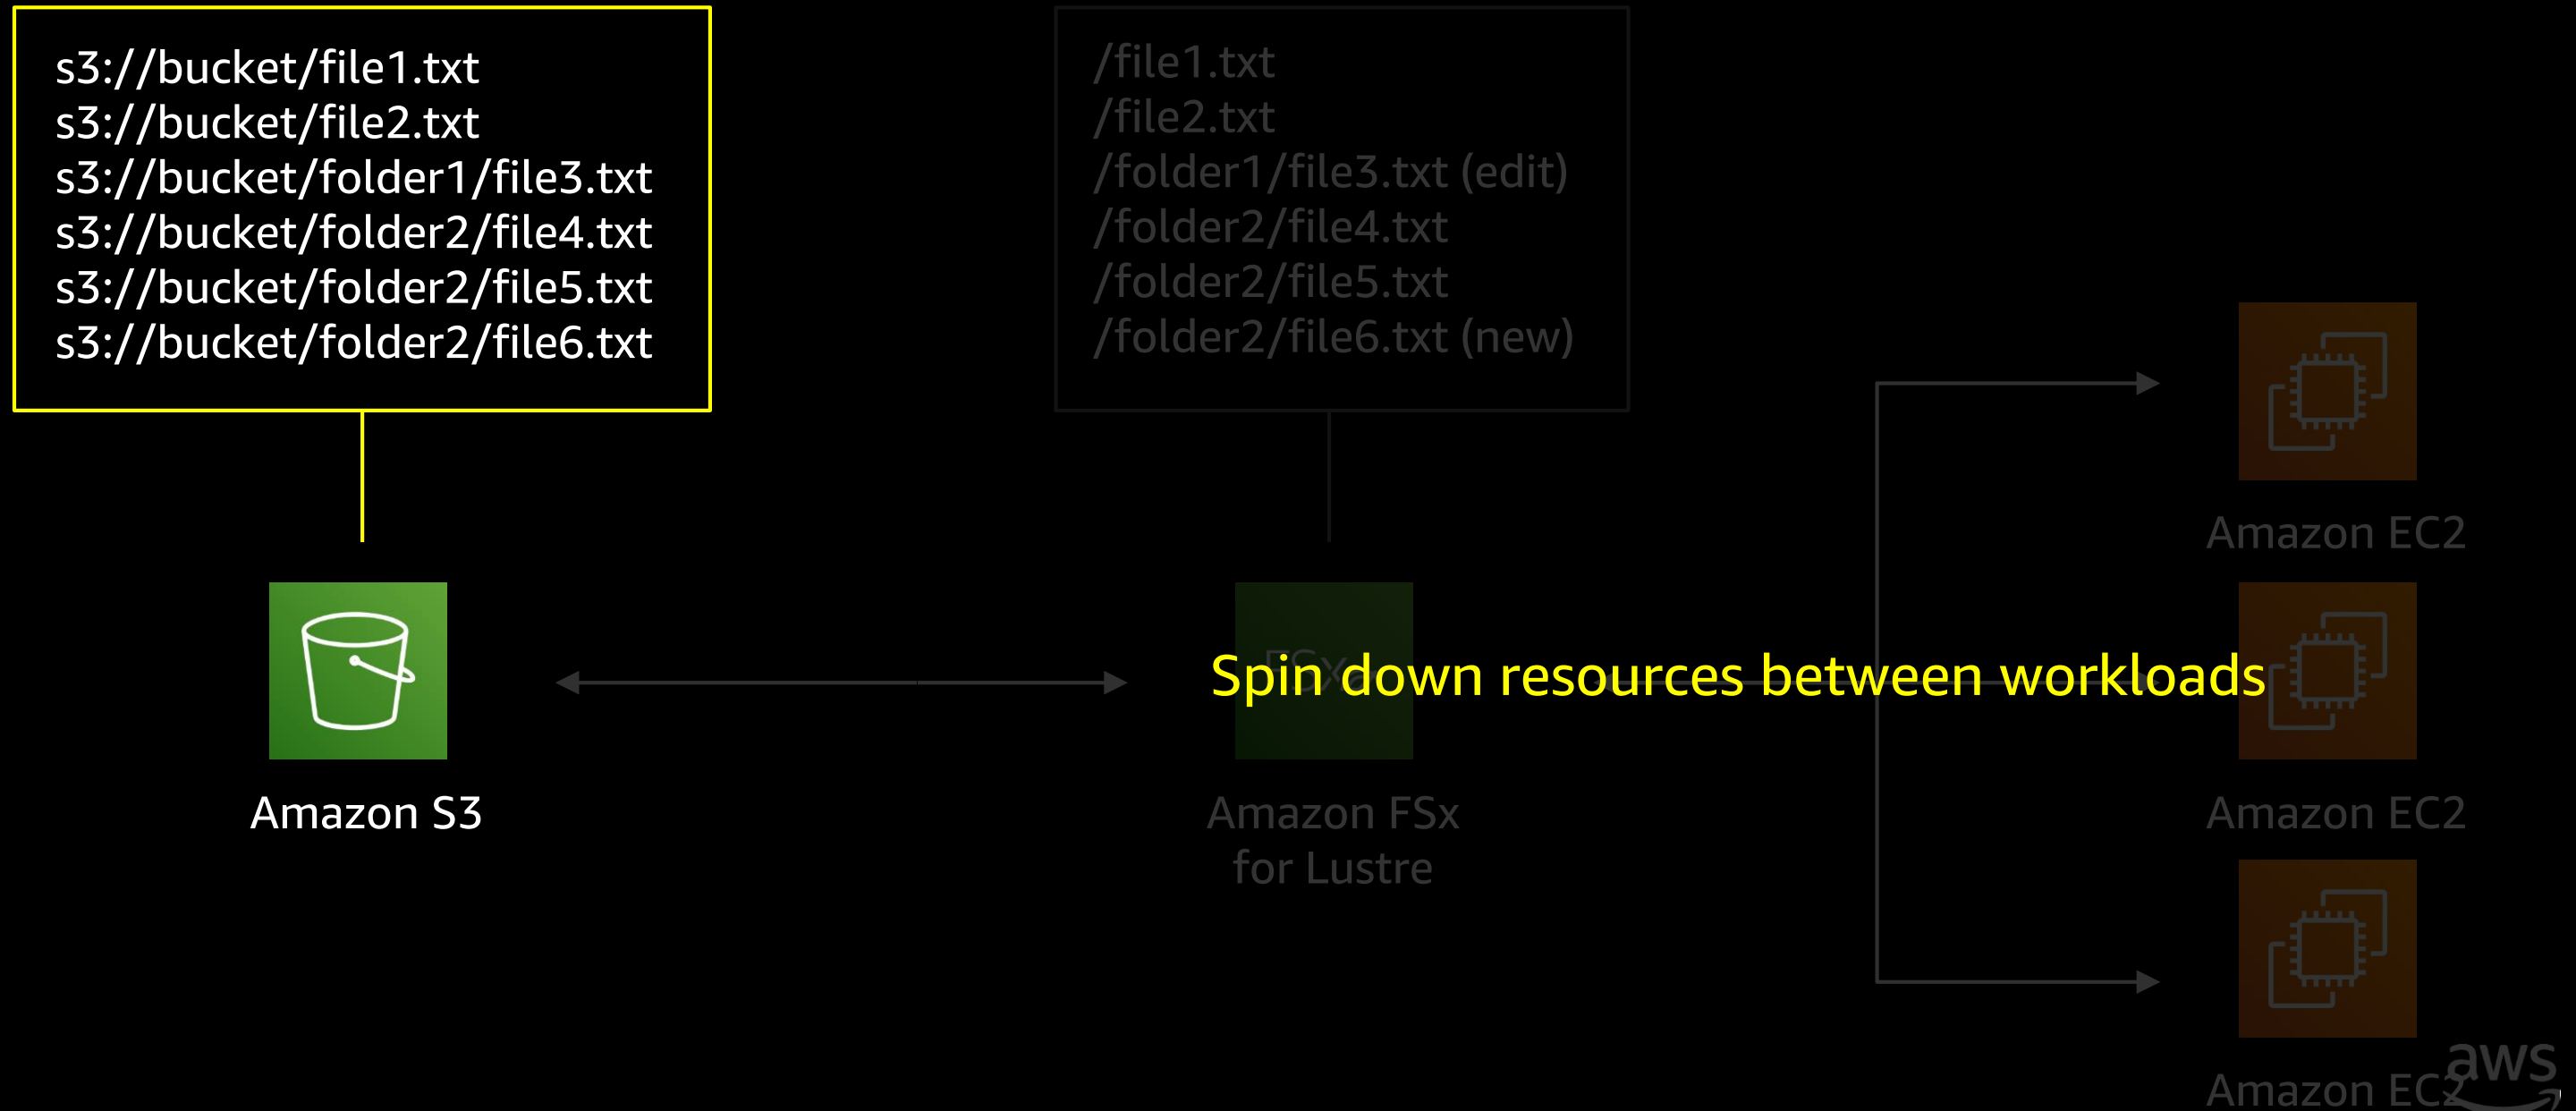 s3://bucket/file1.txt
s3://bucket/file2.txt
s3://bucket/folder1/file3.txt
s3://bucket/folder2/file4.txt
s3://bucket/folder2/file5.txt
s3://bucket/folder2/file6.txt
/file1.txt
/file2.txt
/folder1/file3.txt (edit)
/folder2/file4.txt
/folder2/file5.txt
/folder2/file6.txt (new)
Amazon EC2
FSx
Spin down resources between workloads
Amazon S3
Amazon FSx
for Lustre
Amazon EC2
Amazon EC2
aws